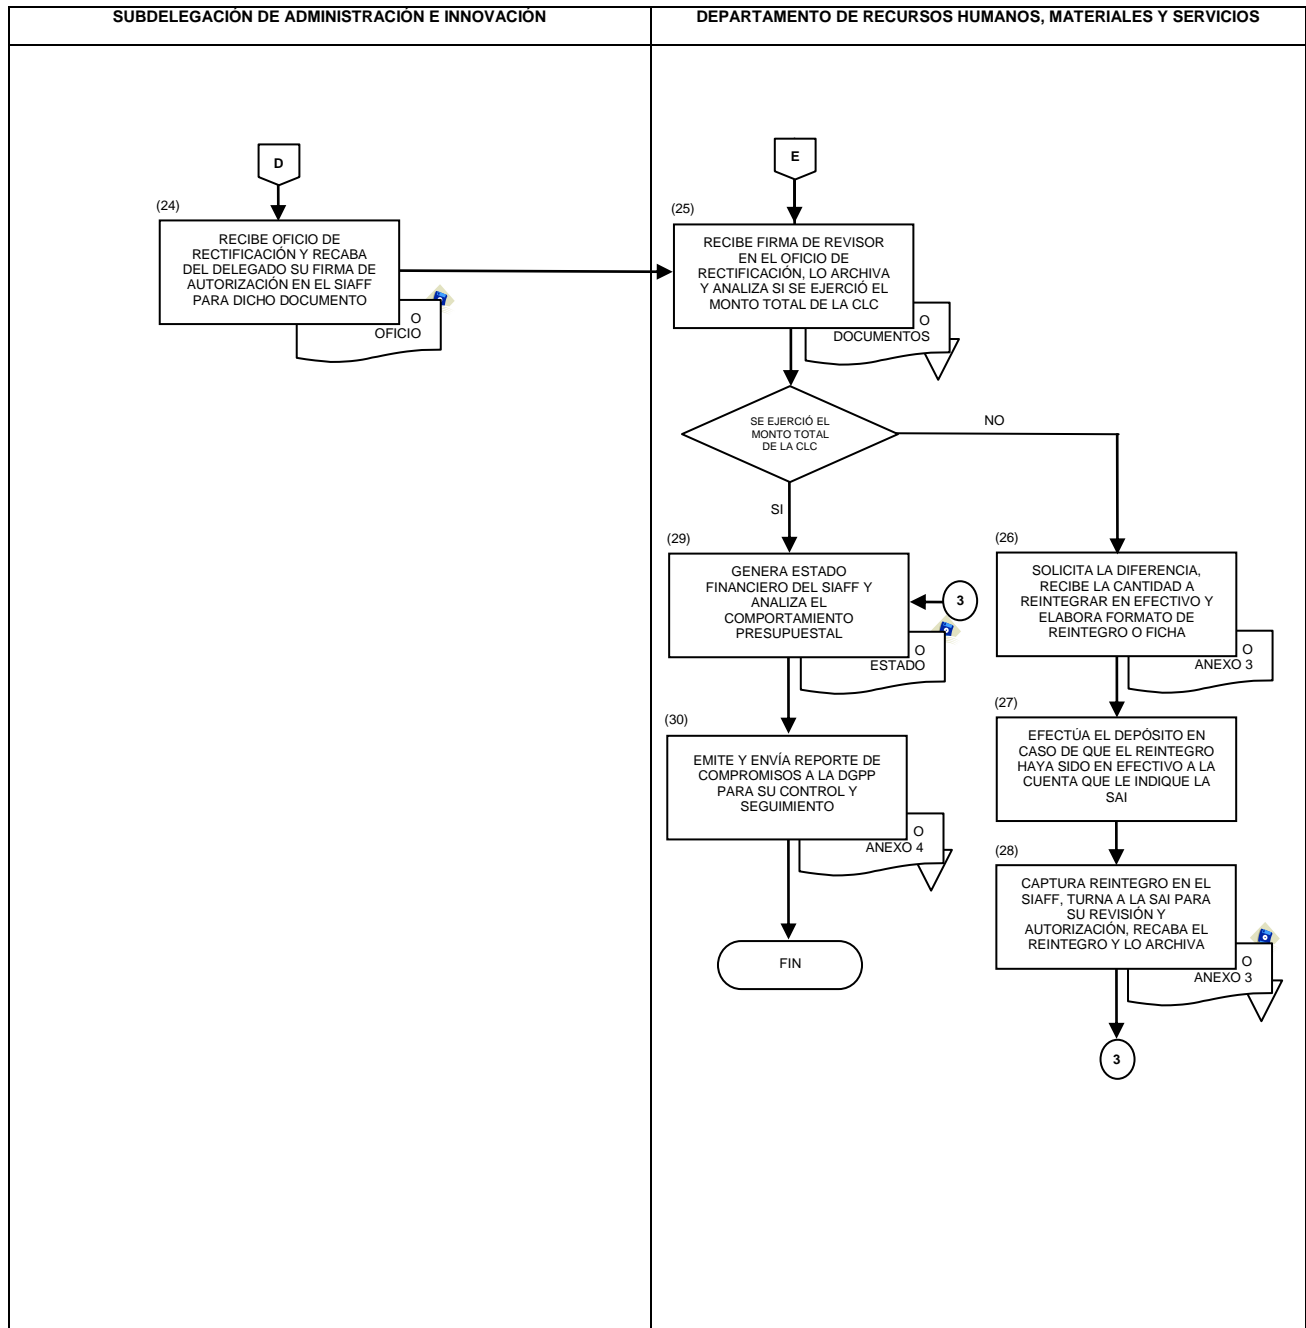 SUBDELEGACIÓN DE ADMINISTRACIÓN E INNOVACIÓN
DEPARTAMENTO DE RECURSOS HUMANOS, MATERIALES Y SERVICIOS
D
(24)
RECIBE OFICIO DE
RECTIFICACIÓN Y RECABA
DEL DELEGADO SU FIRMA DE
AUTORIZACIÓN EN EL SIAFF
PARA DICHO DOCUMENTO
O
OFICIO
E
(25)
RECIBE FIRMA DE REVISOR
EN EL OFICIO DE
RECTIFICACIÓN, LO ARCHIVA
Y ANALIZA SI SE EJERCIÓ EL
MONTO TOTAL DE LA CLC
O
DOCUMENTOS
SE EJERCIÓ EL
MONTO TOTAL
DE LA CLC
NO
SI
(29)
GENERA ESTADO
FINANCIERO DEL SIAFF Y
ANALIZA EL
COMPORTAMIENTO
PRESUPUESTAL
3
O
ESTADO
(30)
EMITE Y ENVÍA REPORTE DE
COMPROMISOS A LA DGPP
PARA SU CONTROL Y
SEGUIMIENTO
O
ANEXO 4
FIN
(26)
SOLICITA LA DIFERENCIA,
RECIBE LA CANTIDAD A
REINTEGRAR EN EFECTIVO Y
ELABORA FORMATO DE
REINTEGRO O FICHA
O
ANEXO 3
(27)
EFECTÚA EL DEPÓSITO EN
CASO DE QUE EL REINTEGRO
HAYA SIDO EN EFECTIVO A LA
CUENTA QUE LE INDIQUE LA
SAI
(28)
CAPTURA REINTEGRO EN EL
SIAFF, TURNA A LA SAI PARA
SU REVISIÓN Y
AUTORIZACIÓN, RECABA EL
REINTEGRO Y LO ARCHIVA
O
ANEXO 3
3